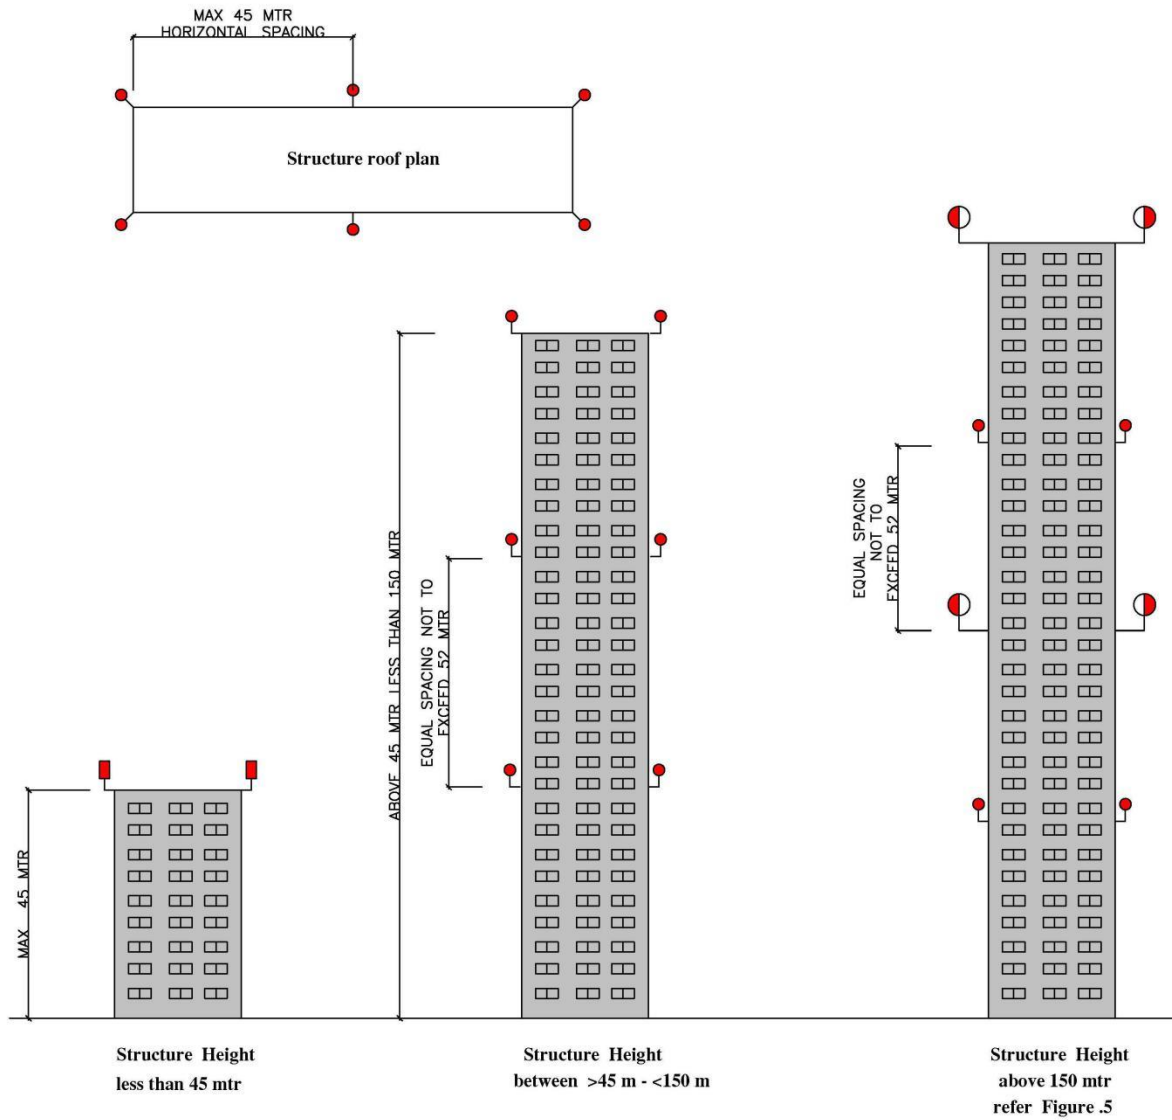 MAX 45 MTR
HORIZONTAL SPACING
Structure roof plan
MAX 45 MTR
ABOVE 45 MTR LESS THAN 150 MTR
EQUAL SPACING NOT TO
EXCEED 52 MTR
EQUAL SPACING
NOT TO
EXCEED 52 MTR
Structure Height
less than 45 mtr
Structure Height
between >45 m - <150 m
Structure Height
above 150 mtr
refer Figure .5